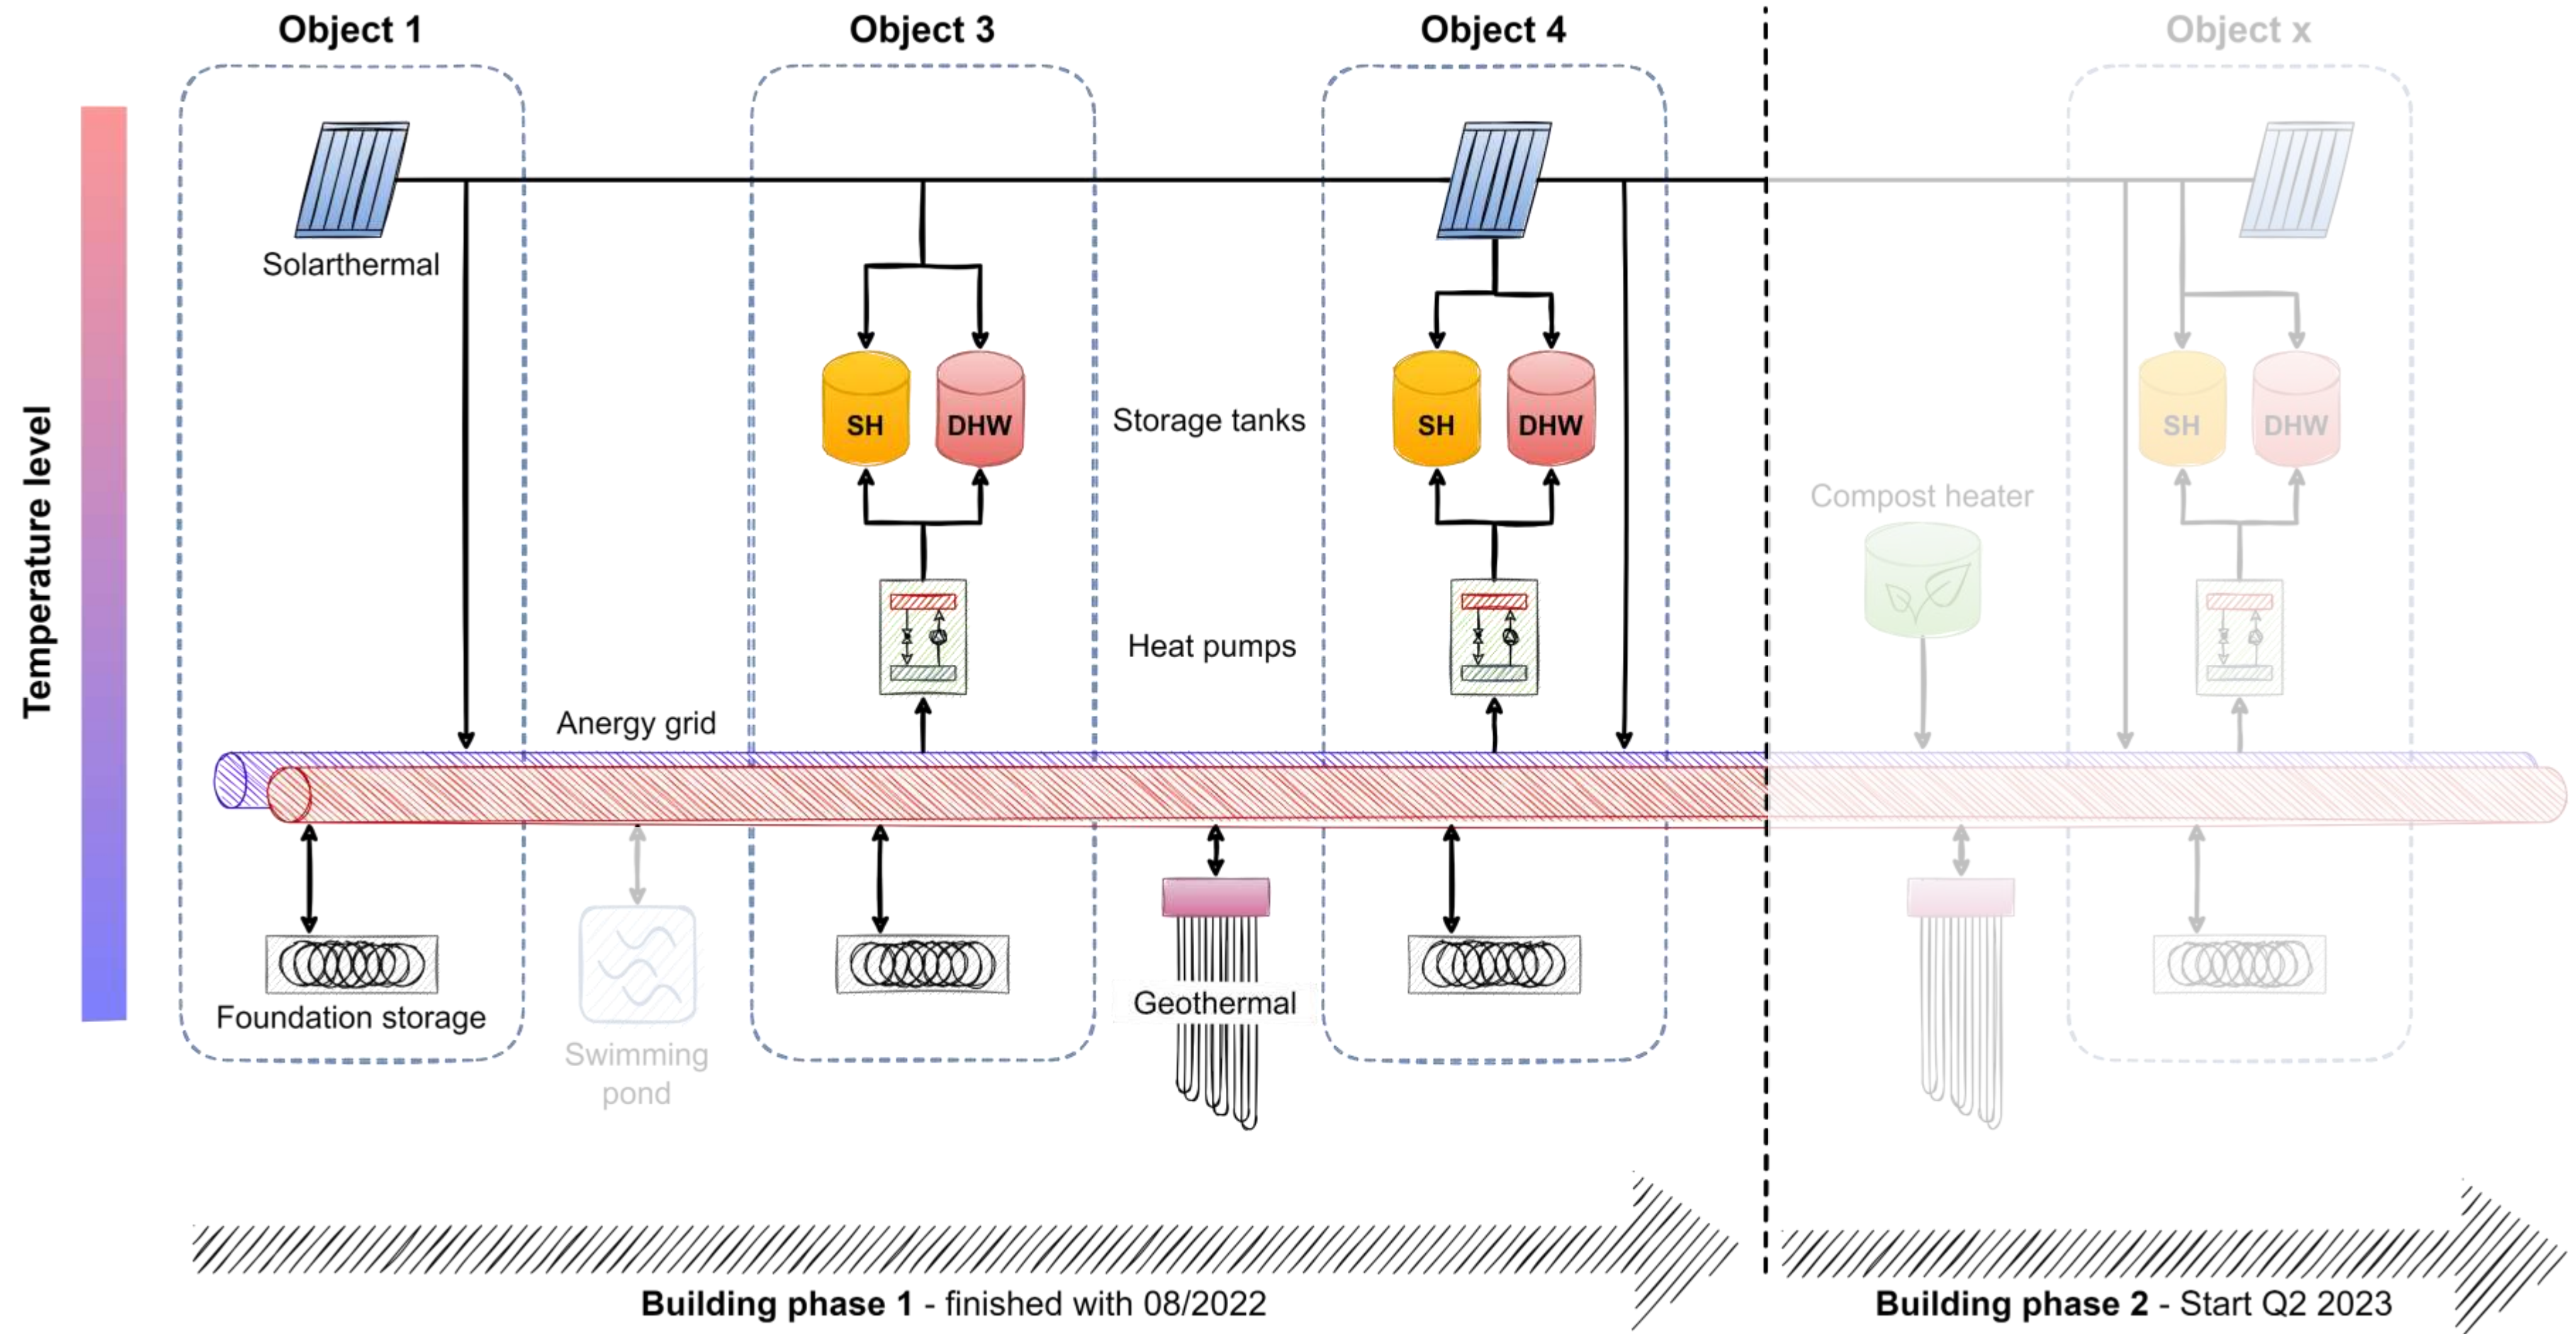 Object 1
Object 3
Object 4
Object x
Solarthermal
SH
DHW
Storage tanks
SH
DHW
SH
DHW
Compost heater
Temperature level
Heat pumps
Anergy grid
Geothermal
Foundation storage
Swimming
pond
Building phase 1 - finished with 08/2022
Building phase 2 - Start Q2 2023